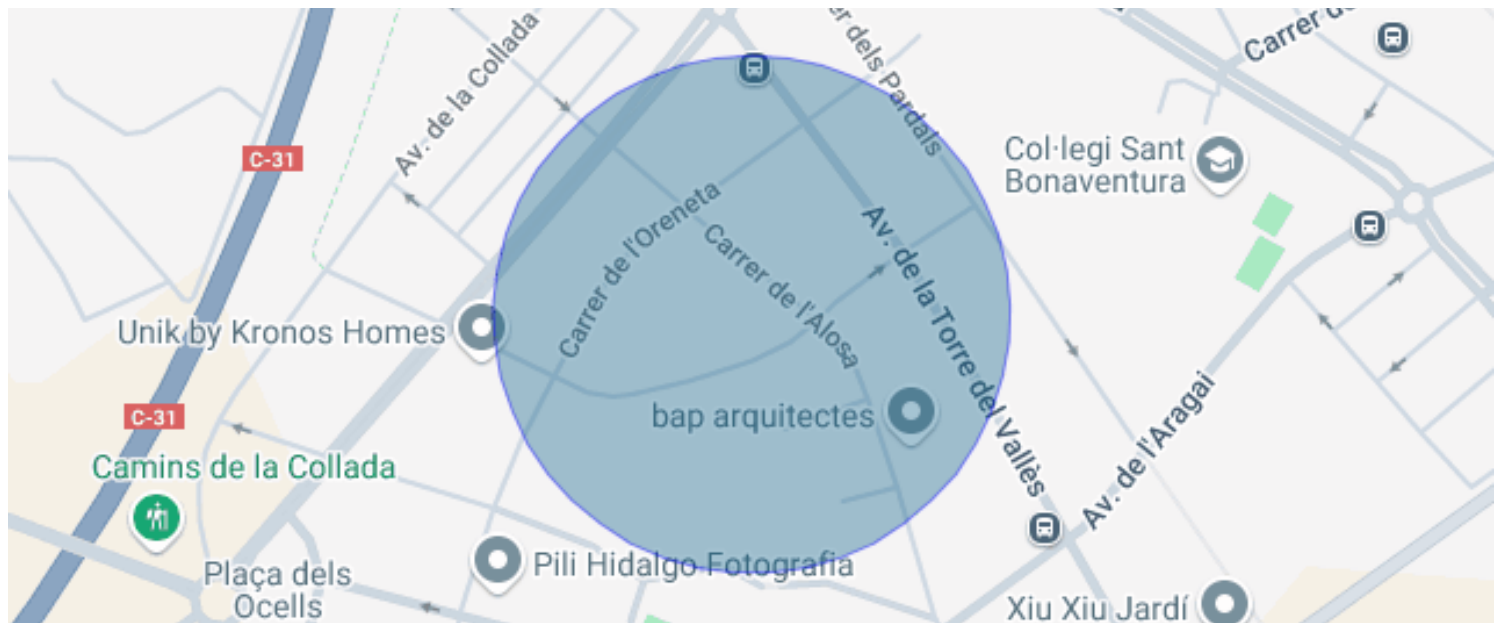 Av. de la Collada
er dels Pardals
Carrer d
C-31
Col·legi Sant
Bonaventura
Carrer de l'Oreneta
Carrer de l'Alosa
Av. de la Torre del Vallès
Unik by Kronos Homes
bap arquitectes
Av. de l'Aragai
C-31
Camins de la Collada
Pili Hidalgo Fotografia
Plaça dels
Ocells
Xiu Xiu Jardí